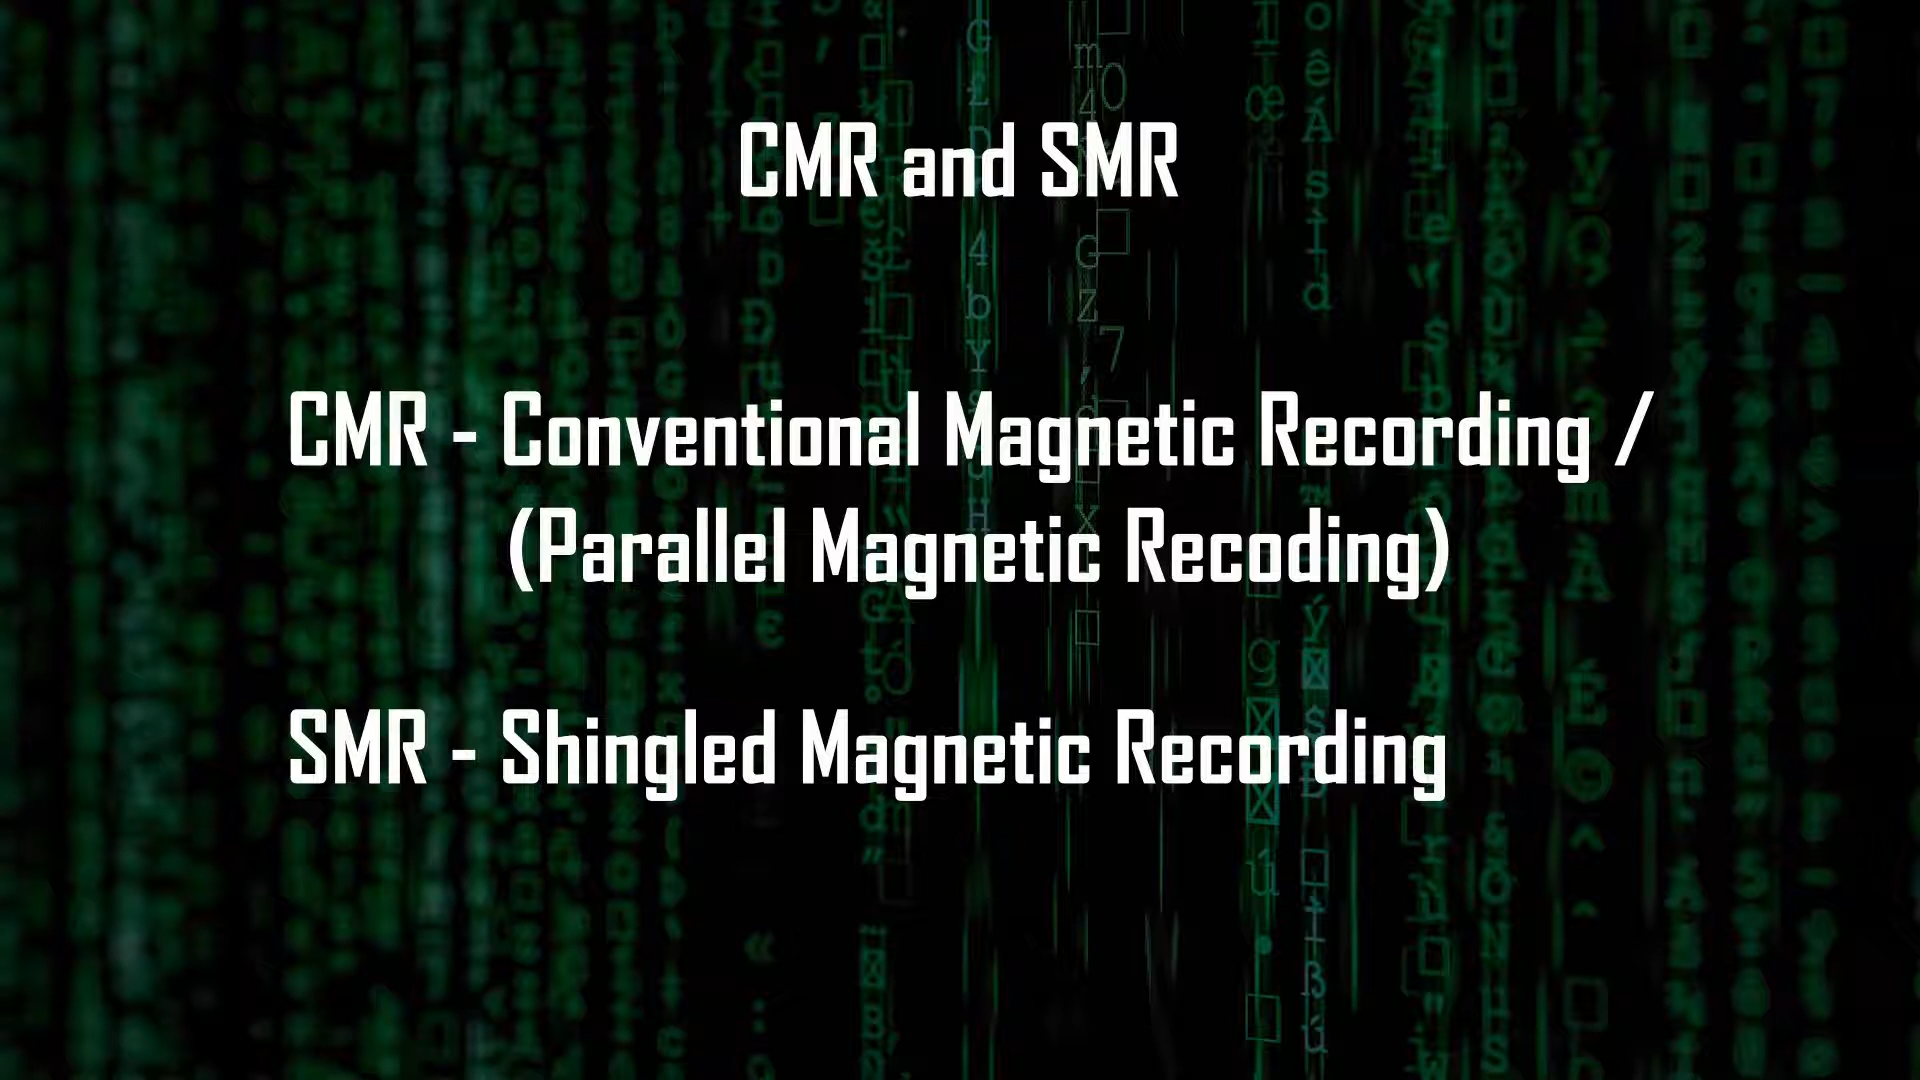 CMR and SMR
CMR - Conventional Magnetic Recording /
(Parallel Magnetic Recoding)
SMR - Shingled Magnetic Recording